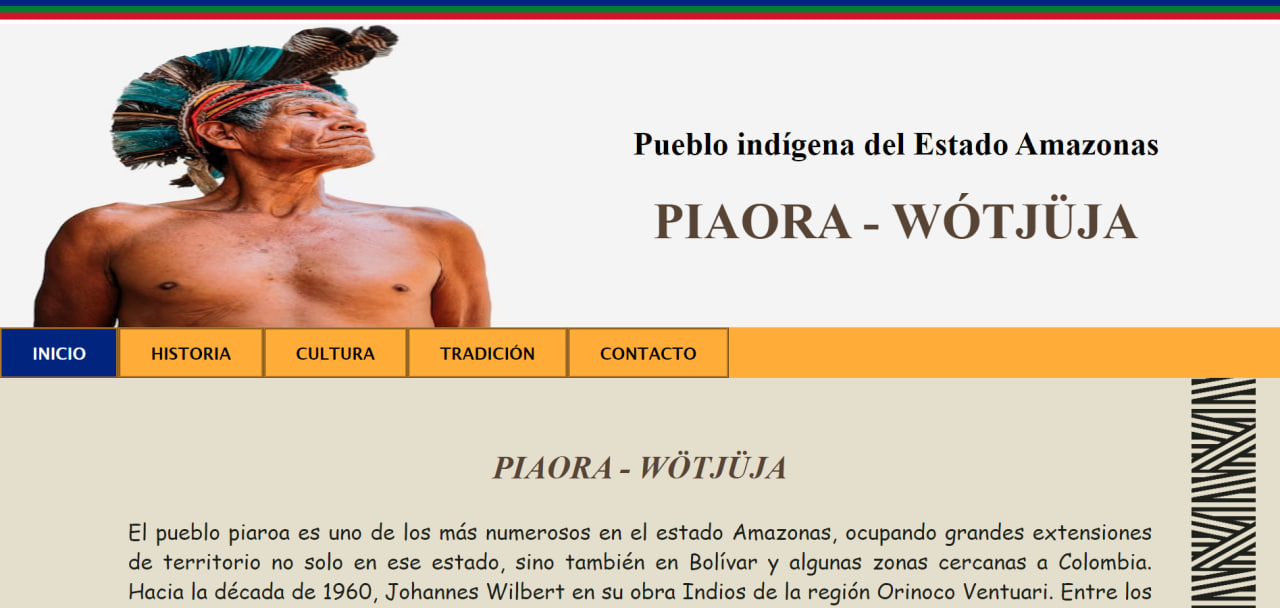 Pueblo indígena del Estado Amazonas
PIAORA - WÓTJÜJA
INICIO HISTORIA CULTURA TRADICIÓN CONTACTO
PIAORA - WÖTJÜJA
El pueblo piaroa es uno de los más numerosos en el estado Amazonas, ocupando grandes extensiones
de territorio no solo en ese estado, sino también en Bolívar y algunas zonas cercanas a Colombia.
Hacia la década de 1960, Johannes Wilbert en su obra Indios de la región Orinoco Ventuari. Entre los